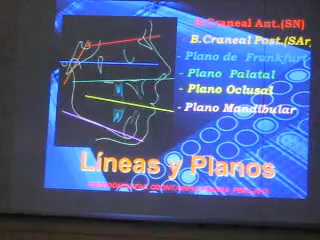 B.Craneal Ant.(SN)
B.Craneal Post.(SAr)
- Plano de Frankfurt
- Plano Palatal
- Plano Oclusal
- Plano Mandibular
Líneas y Planos